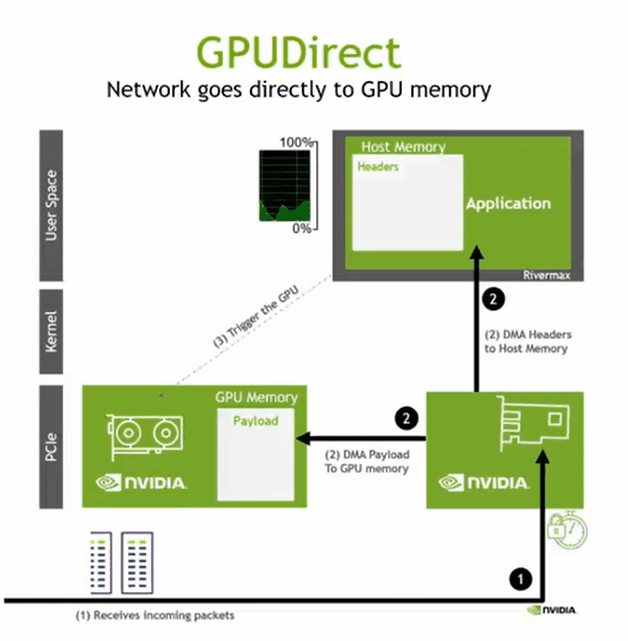 GPUDirect
Network goes directly to GPU memory
User Space
100%
0%
Host Memory
Headers
Application
Rivermax
Kernel
(3) Trigger the GPU
2
(2) DMA Headers
to Host Memory
PCIe
GPU Memory
Payload
NVIDIA.
2
(2) DMA Payload
To GPU memory
NVIDIA.
1
(1) Receives incoming packets
NVIDIA